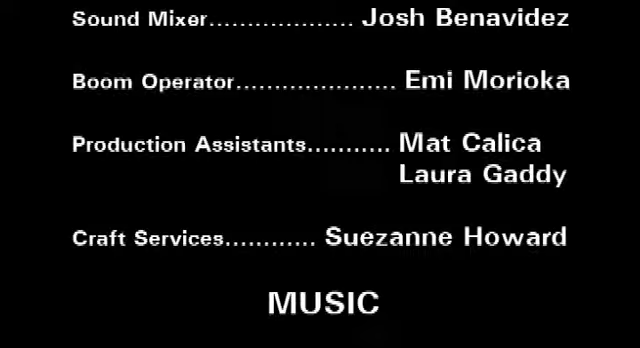 Sound Mixer................... Josh Benavidez
Boom Operator..................... Emi Morioka
Production Assistants........... Mat Calica
Laura Gaddy
Craft Services............ Suezanne Howard
MUSIC